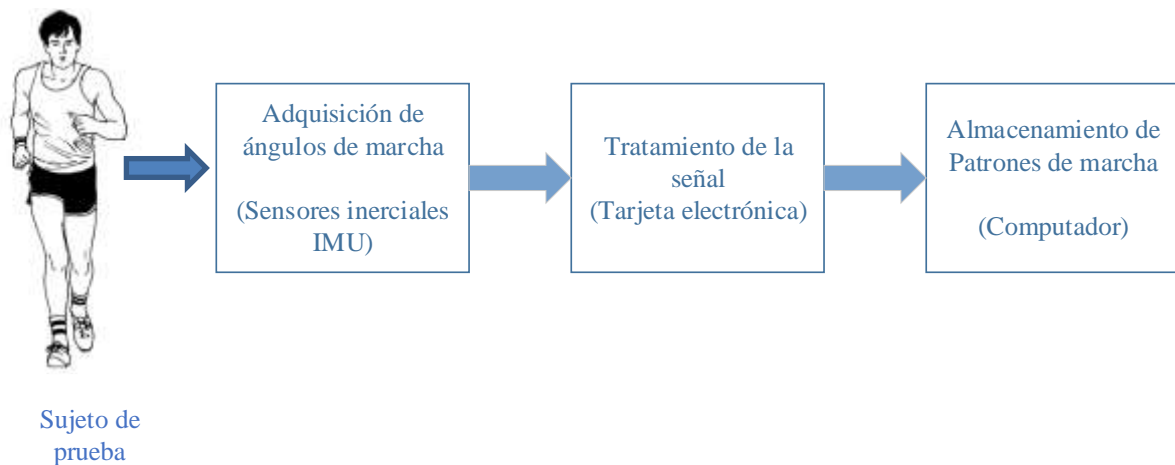 Adquisición de
ángulos de marcha
(Sensores inerciales
IMU)
Tratamiento de la
señal
(Tarjeta electrónica)
Almacenamiento de
Patrones de marcha
(Computador)
Sujeto de
prueba